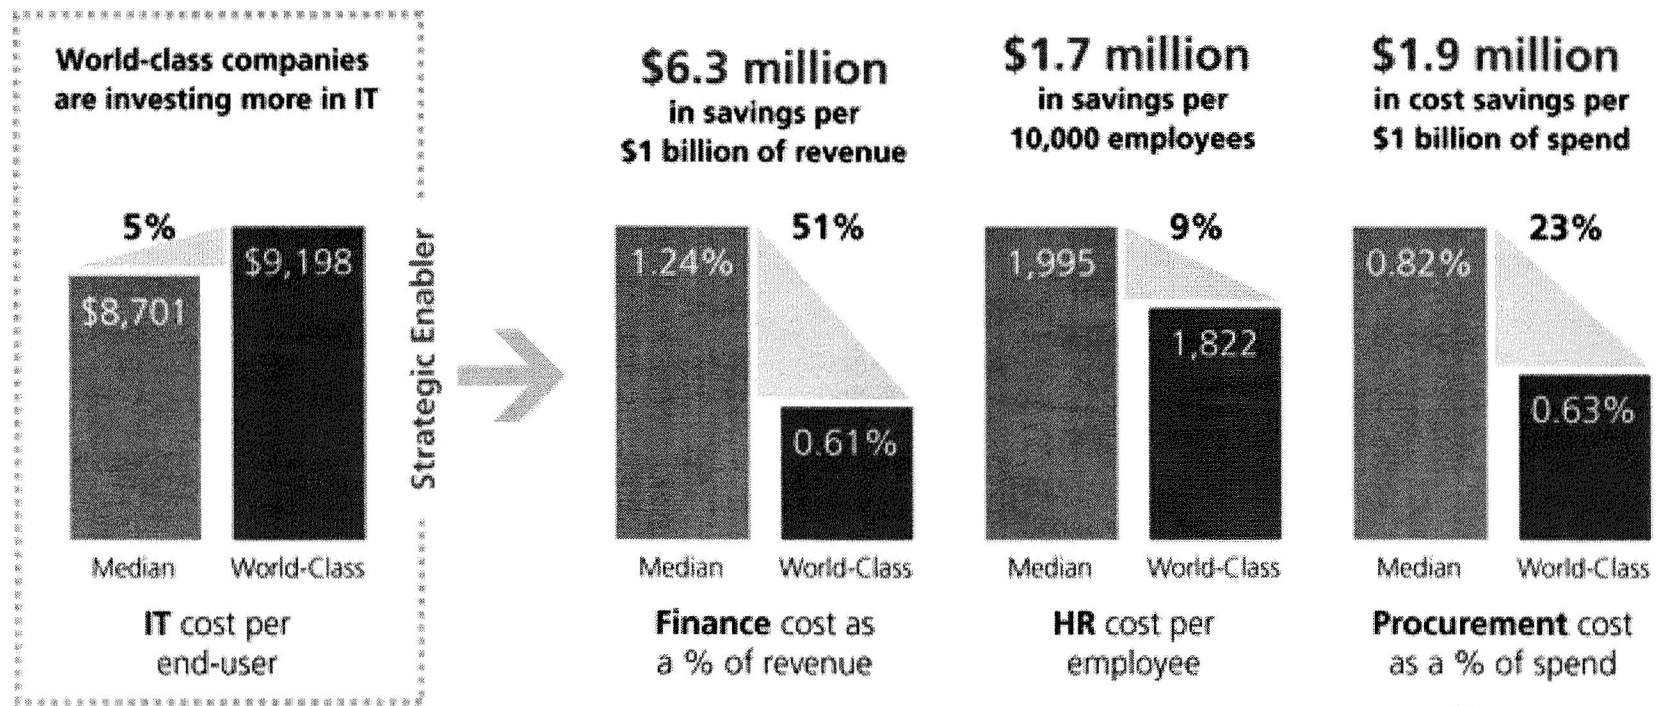 World-class companies
are investing more in IT
5%
$8,701
$9,198
Median
World-Class
IT cost per
end-user
Strategic Enabler
$6.3 million
in savings per
$1 billion of revenue
51%
1.24%
0.61%
Median
World-Class
Finance cost as
a % of revenue
$1.7 million
in savings per
10,000 employees
9%
1,995
1,822
Median
World-Class
HR cost per
employee
$1.9 million
in cost savings per
$1 billion of spend
23%
0.82%
0.63%
Median
World-Class
Procurement cost
as a % of spend